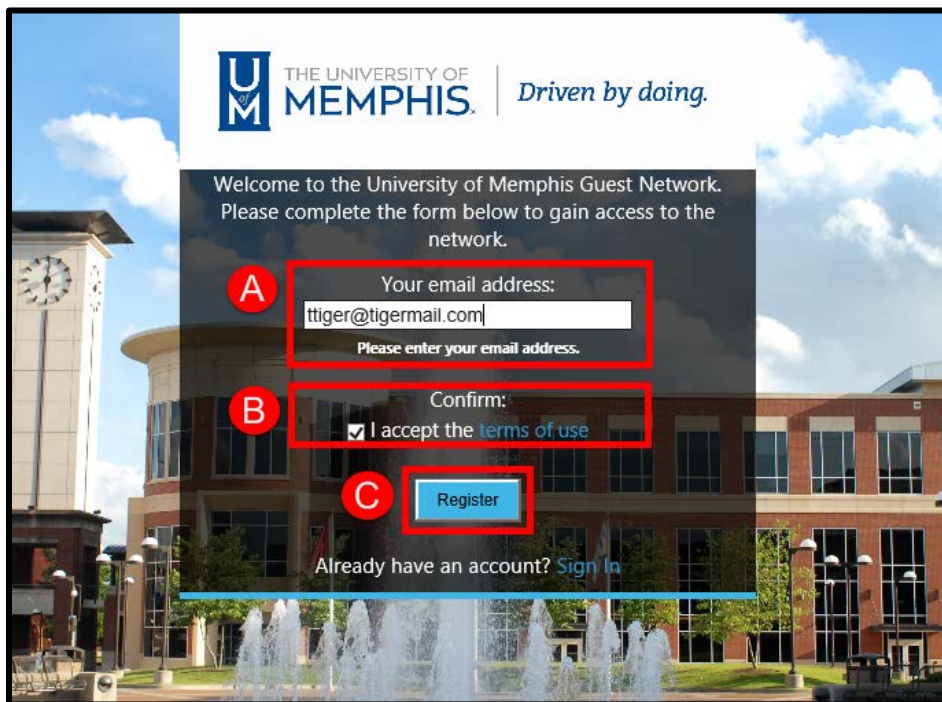 U
of
M
THE UNIVERSITY OF
MEMPHIS.
Driven by doing.
Welcome to the University of Memphis Guest Network.
Please complete the form below to gain access to the
network.
A
Your email address:
ttiger@tigermail.com
Please enter your email address.
B
Confirm:
I accept the terms of use
C
Register
Already have an account? Sign In